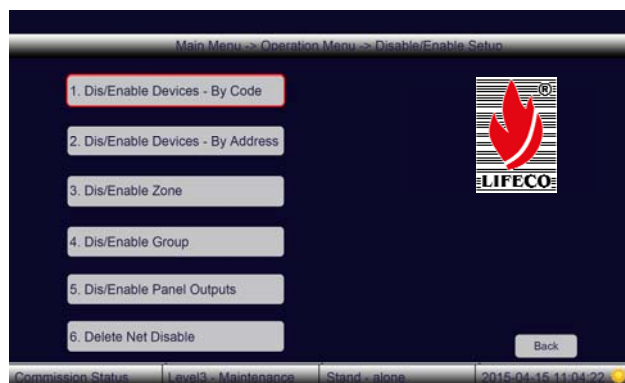 Main Menu -> Operation Menu -> Disable/Enable Setup
1. Dis/Enable Devices - By Code
2. Dis/Enable Devices - By Address
3. Dis/Enable Zone
4. Dis/Enable Group
5. Dis/Enable Panel Outputs
6. Delete Net Disable
®
LIFECO
Back
Commission Status Level3 - Maintenance Stand - alone 2015-04-15 11:04:22